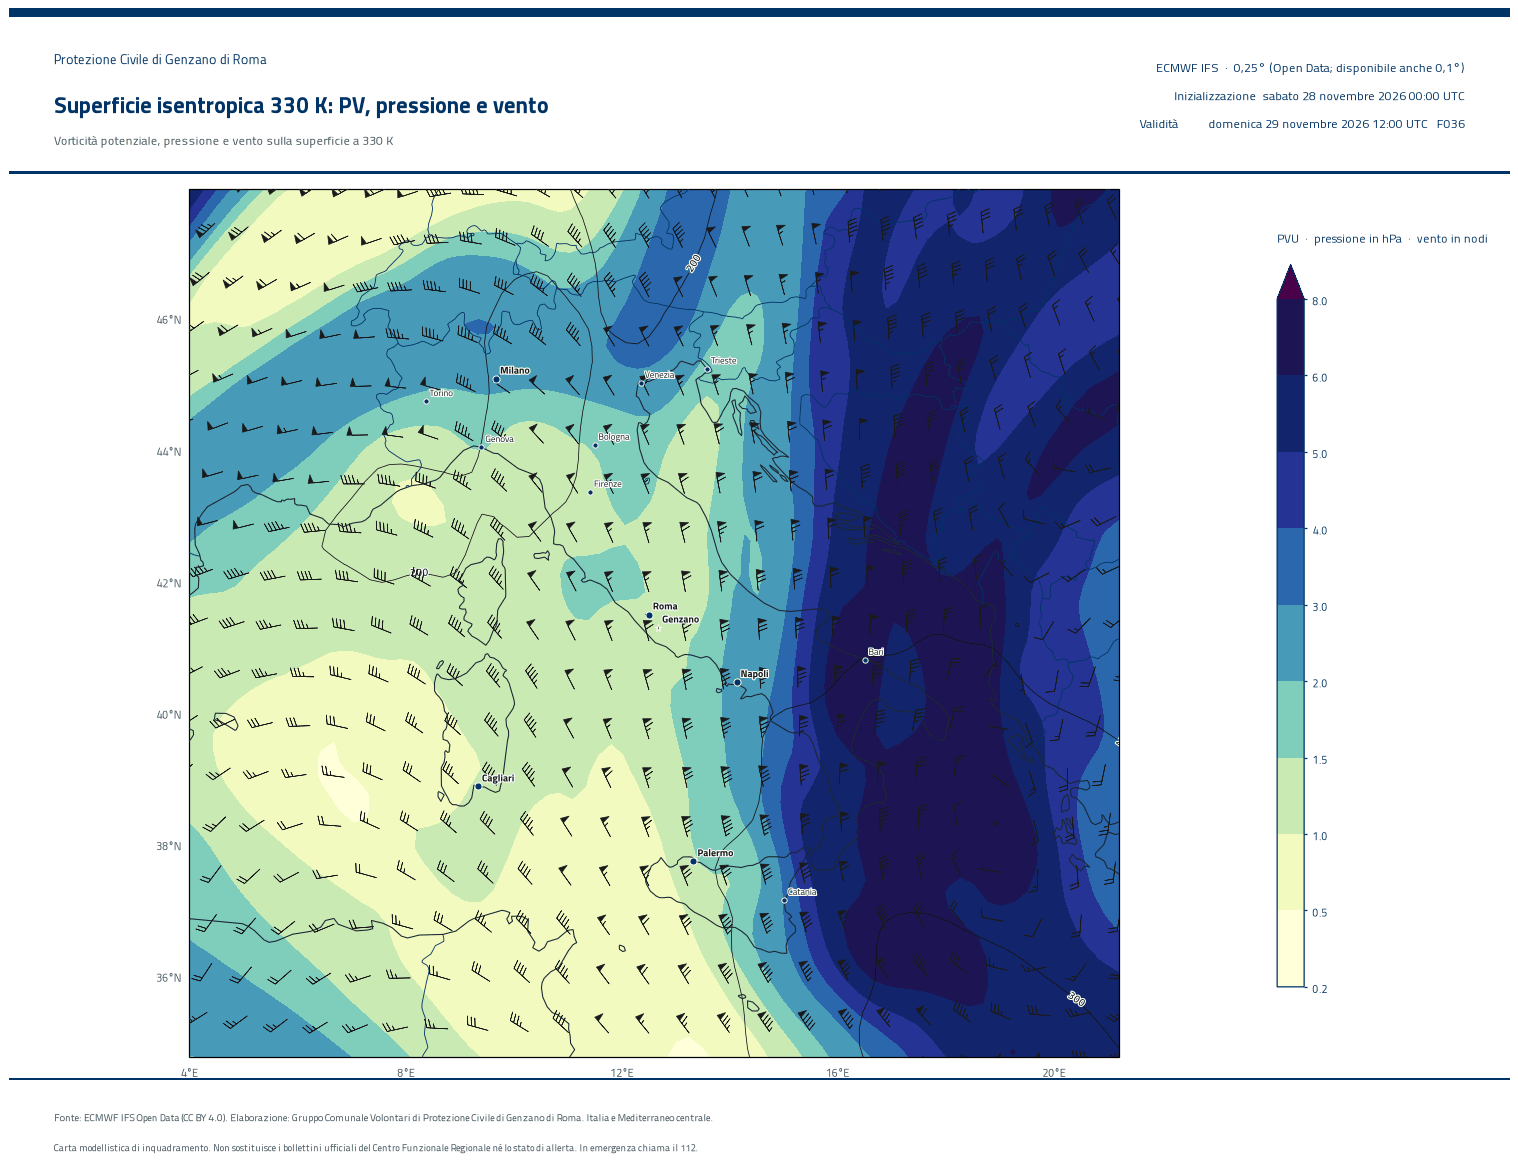 Protezione Civile di Genzano di Roma
Superficie isentropica 330 K: PV, pressione e vento
Vorticità potenziale, pressione e vento sulla superficie a 330 K
ECMWF IFS · 0,25° (Open Data; disponibile anche 0,1°)
Inizializzazione sabato 28 novembre 2026 00:00 UTC
Validità domenica 29 novembre 2026 12:00 UTC F036
PVU · pressione in hPa · vento in nodi
8.0
6.0
5.0
4.0
3.0
2.0
1.5
1.0
0.5
0.2
46°N
44°N
42°N
40°N
38°N
36°N
4°E
8°E
12°E
16°E
20°E
200
Trieste
Milano
Venezia
Torino
Genova
Bologna
Firenze
Roma
Genzano
Bari
Napoli
Cagliari
Palermo
Catania
300
Fonte: ECMWF IFS Open Data (CC BY 4.0). Elaborazione: Gruppo Comunale Volontari di Protezione Civile di Genzano di Roma. Italia e Mediterraneo centrale.
Carta modellistica di inquadramento. Non sostituisce i bollettini ufficiali del Centro Funzionale Regionale né lo stato di allerta. In emergenza chiama il 112.